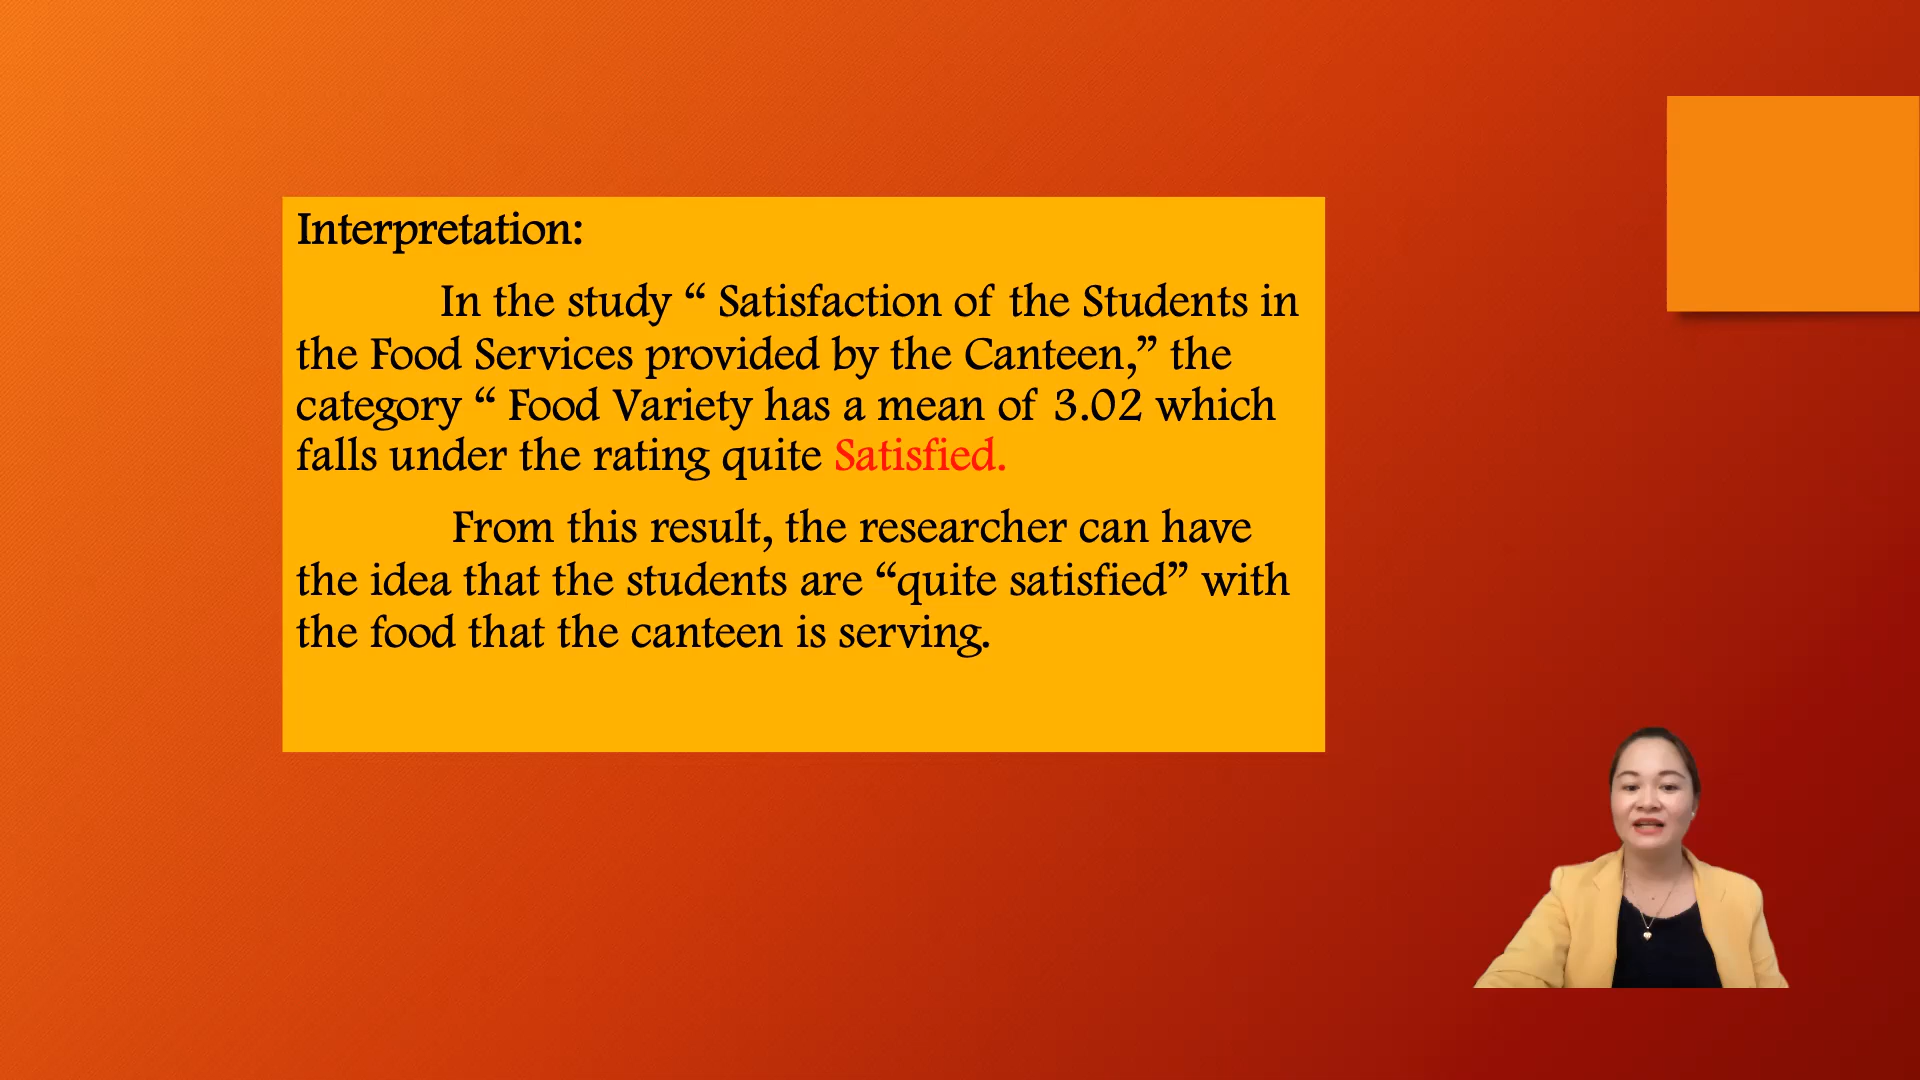 Interpretation:
In the study “ Satisfaction of the Students in
the Food Services provided by the Canteen,” the
category “ Food Variety has a mean of 3.02 which
falls under the rating quite Satisfied.
From this result, the researcher can have
the idea that the students are “quite satisfied” with
the food that the canteen is serving.